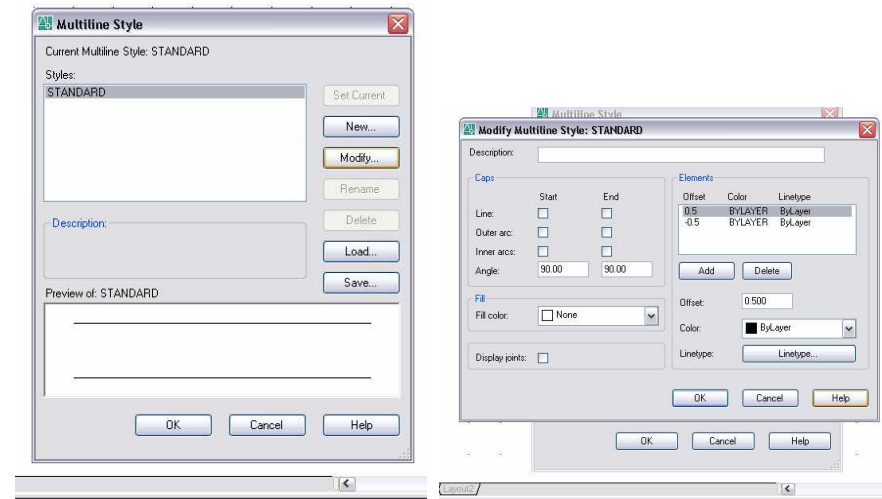 Multiline Style
Current Multiline Style: STANDARD
Styles:
STANDARD
Set Current
New...
Modify...
Rename
Delete
Load...
Save...
Description:
Preview of: STANDARD
OK Cancel Help
Multiline Style
Modify Multiline Style: STANDARD
Description:
Caps
Start End
Line:
Outer arc:
Inner arcs:
Angle: 90.00 90.00
Fill
Fill color: None
Display joints:
Elements
Offset Color Linetype
0.5 BYLAYER ByLayer
-0.5 BYLAYER ByLayer
Add Delete
Offset: 0.500
Color: ByLayer
Linetype: Linetype...
OK Cancel Help
OK Cancel Help
Layout2